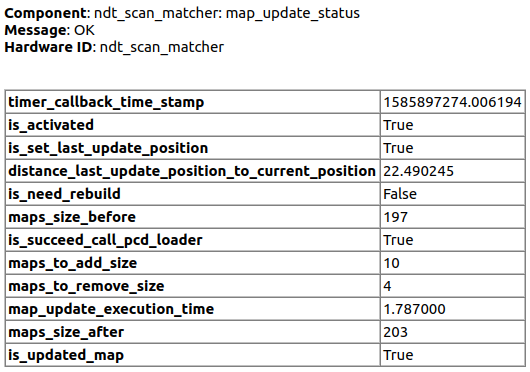 Component: ndt_scan_matcher: map_update_status
Message: OK
Hardware ID: ndt_scan_matcher
timer_callback_time_stamp 1585897274.006194
is_activated True
is_set_last_update_position True
distance_last_update_position_to_current_position 22.490245
is_need_rebuild False
maps_size_before 197
is_succeed_call_pcd_loader True
maps_to_add_size 10
maps_to_remove_size 4
map_update_execution_time 1.787000
maps_size_after 203
is_updated_map True